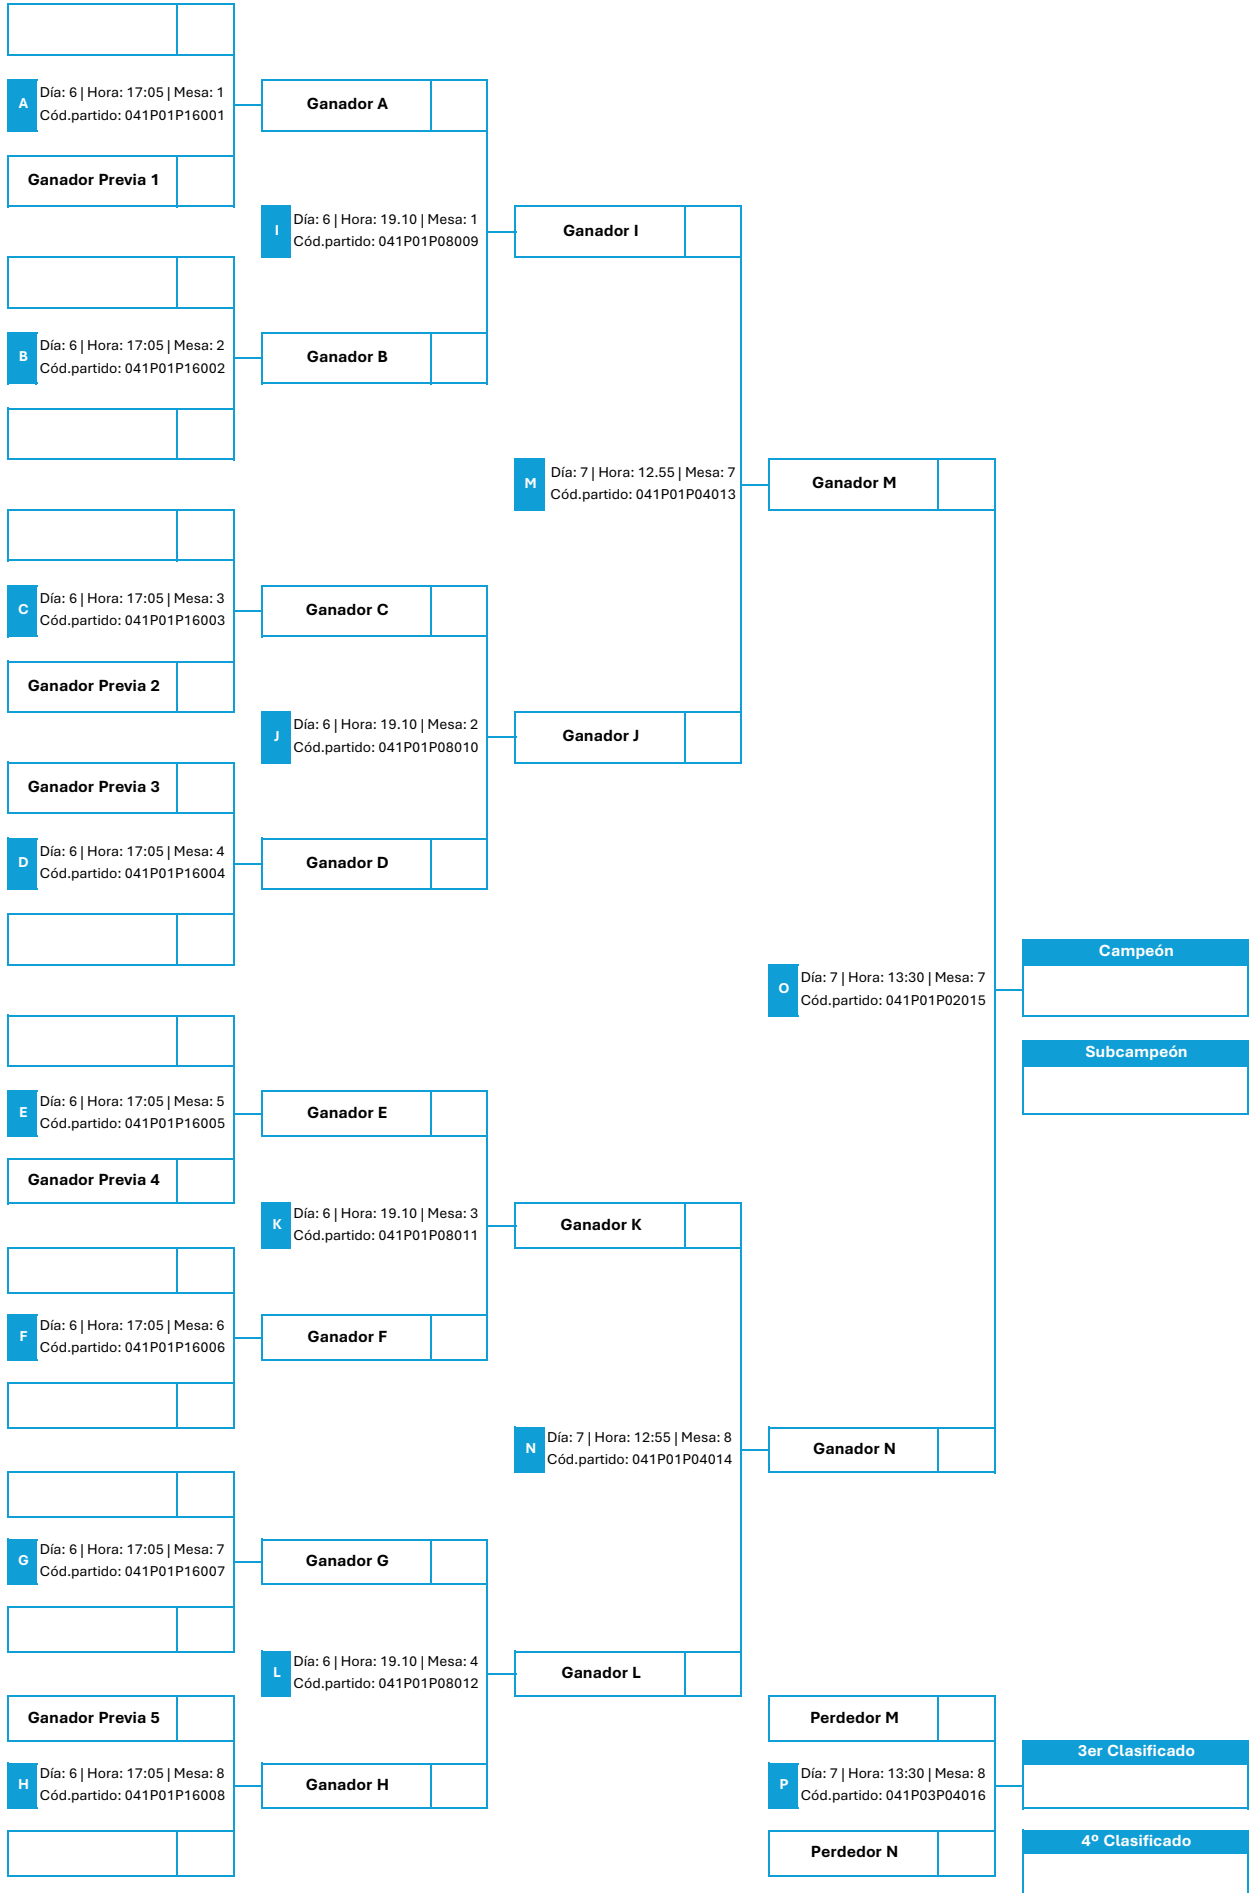 A
Día: 6 | Hora: 17:05 | Mesa: 1
Cód.partido: 041P01P16001
Ganador Previa 1
B
Día: 6 | Hora: 17:05 | Mesa: 2
Cód.partido: 041P01P16002
C
Día: 6 | Hora: 17:05 | Mesa: 3
Cód.partido: 041P01P16003
Ganador Previa 2
Ganador Previa 3
D
Día: 6 | Hora: 17:05 | Mesa: 4
Cód.partido: 041P01P16004
E
Día: 6 | Hora: 17:05 | Mesa: 5
Cód.partido: 041P01P16005
Ganador Previa 4
F
Día: 6 | Hora: 17:05 | Mesa: 6
Cód.partido: 041P01P16006
G
Día: 6 | Hora: 17:05 | Mesa: 7
Cód.partido: 041P01P16007
Ganador Previa 5
H
Día: 6 | Hora: 17:05 | Mesa: 8
Cód.partido: 041P01P16008
Ganador A
I
Día: 6 | Hora: 19.10 | Mesa: 1
Cód.partido: 041P01P08009
Ganador B
Ganador C
J
Día: 6 | Hora: 19.10 | Mesa: 2
Cód.partido: 041P01P08010
Ganador D
Ganador E
K
Día: 6 | Hora: 19.10 | Mesa: 3
Cód.partido: 041P01P08011
Ganador F
Ganador G
L
Día: 6 | Hora: 19.10 | Mesa: 4
Cód.partido: 041P01P08012
Ganador H
Ganador I
M
Día: 7 | Hora: 12.55 | Mesa: 7
Cód.partido: 041P01P04013
Ganador J
Ganador K
N
Día: 7 | Hora: 12:55 | Mesa: 8
Cód.partido: 041P01P04014
Ganador L
Ganador M
O
Día: 7 | Hora: 13:30 | Mesa: 7
Cód.partido: 041P01P02015
Ganador N
Perdedor M
P
Día: 7 | Hora: 13:30 | Mesa: 8
Cód.partido: 041P03P04016
Perdedor N
Campeón
Subcampeón
3er Clasificado
4º Clasificado